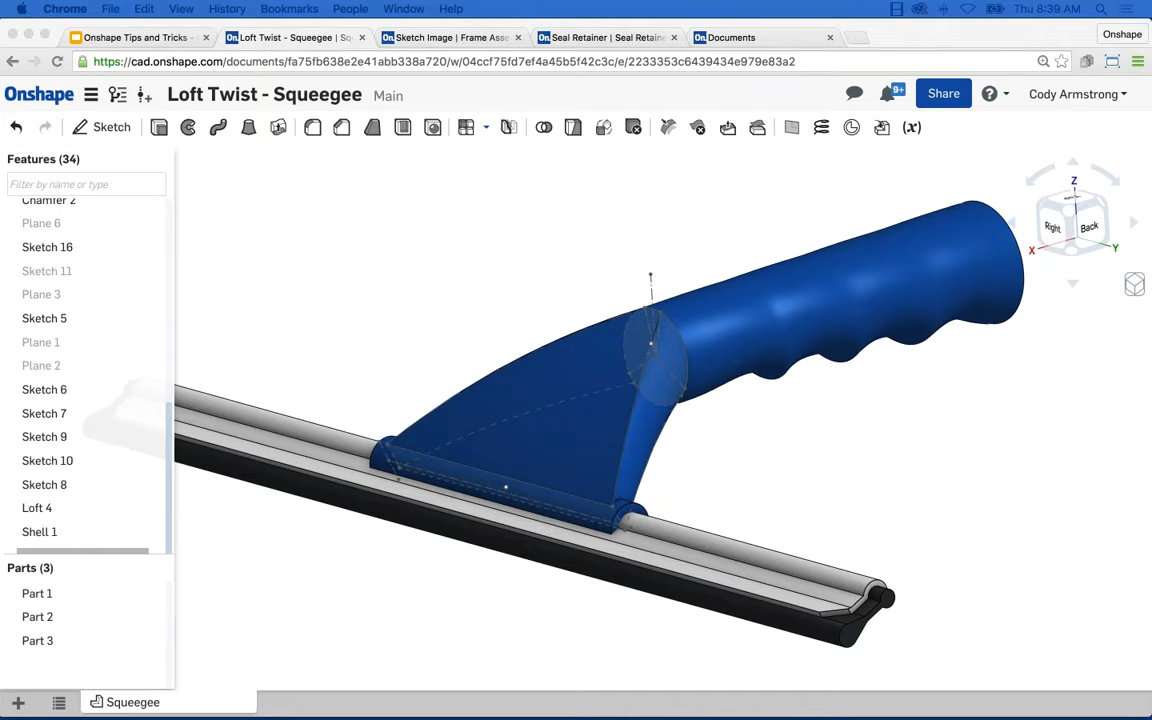 Chrome File Edit View History Bookmarks People Window Help Thu 8:39 AM
Onshape Tips and Tricks - Loft Twist - Squeegee | Sq Sketch Image | Frame Asse Seal Retainer | Seal Retaine Documents Onshape
https://cad.onshape.com/documents/fa75fb638e2e41abb338a720/w/04ccf75fd7ef4a45b5f42c3c/e/2233353c6439434e979e83a2
Onshape Loft Twist - Squeegee Main 9+ Share Cody Armstrong
Sketch (x)
Features (34)
Filter by name or type
Chamfer 2
Plane 6
Sketch 16
Sketch 11
Plane 3
Sketch 5
Plane 1
Plane 2
Sketch 6
Sketch 7
Sketch 9
Sketch 10
Sketch 8
Loft 4
Shell 1
Parts (3)
Part 1
Part 2
Part 3
Z
Right Back
X Y
Squeegee